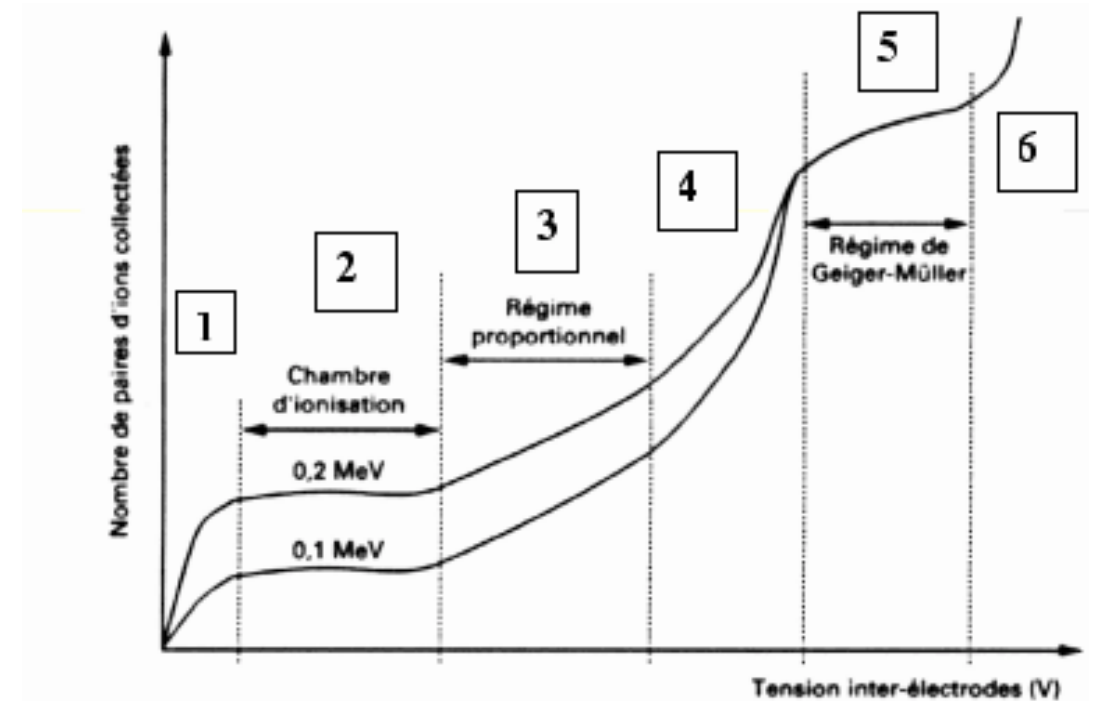 5
6
4
3
2
1
Nombre de paires d'ions collectées
Régime de
Geiger-Müller
Régime
proportionnel
Chambre
d'ionisation
0,2 MeV
0,1 MeV
Tension inter-électrodes (V)